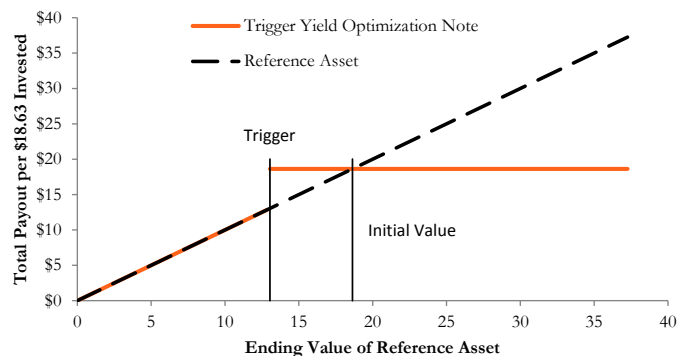 $40
$35
$30
$25
$20
$15
$10
$5
$0
Total Payout per $18.63 Invested
Trigger Yield Optimization Note
Reference Asset
Trigger
Initial Value
0 5 10 15 20 25 30 35 40
Ending Value of Reference Asset